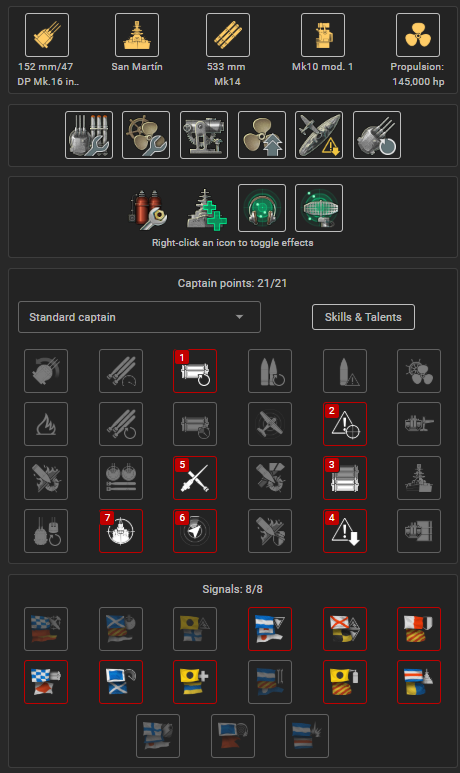 152 mm/47
DP Mk.16 in..
San Martín
533 mm
Mk14
Mk10 mod. 1
Propulsion:
145,000 hp
Right-click an icon to toggle effects
Captain points: 21/21
Standard captain
Skills & Talents
1
2
5
3
7
6
4
Signals: 8/8